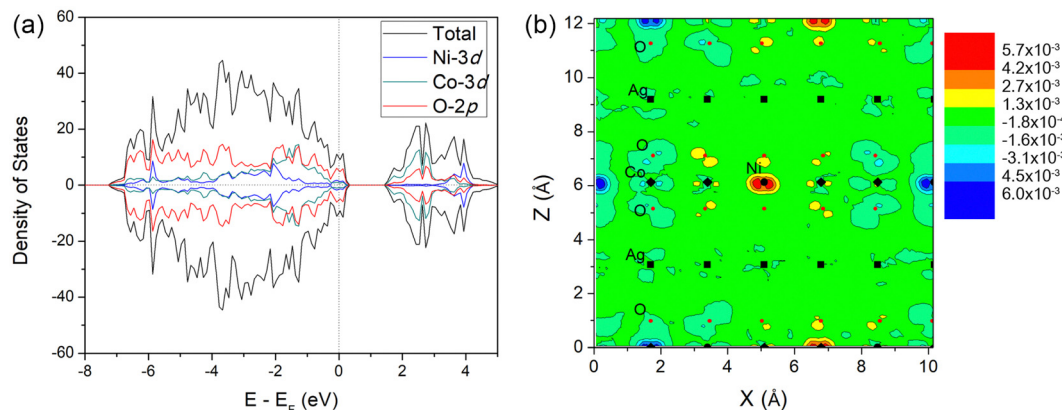 (a)
Total
Ni-3d
Co-3d
O-2p
60
40
20
0
-20
-40
-60
Density of States
-8
-6
-4
-2
0
2
4
E - E_F (eV)
(b)
12
10
8
6
4
2
0
Z (Å)
O
Ag
O
Co
Ni
O
Ag
O
0
2
4
6
8
10
X (Å)
5.7x10⁻³
4.2x10⁻³
2.7x10⁻³
1.3x10⁻³
-1.8x10⁻⁴
-1.6x10⁻³
-3.1x10⁻³
4.5x10⁻³
6.0x10⁻³